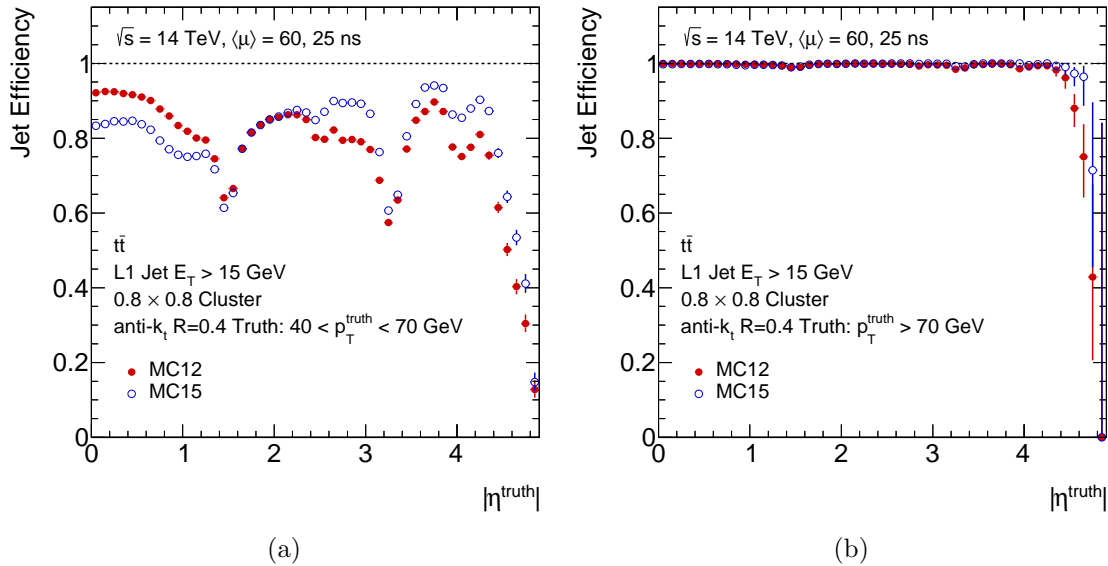 Jet Efficiency
1
0.8
0.6
0.4
0.2
0
√s = 14 TeV, ⟨μ⟩ = 60, 25 ns
tt̄
L1 Jet E_T > 15 GeV
0.8 × 0.8 Cluster
anti-k_t R=0.4 Truth: 40 < p_T^truth < 70 GeV
MC12
MC15
0 1 2 3 4
|η^truth|
(a)
Jet Efficiency
1
0.8
0.6
0.4
0.2
0
√s = 14 TeV, ⟨μ⟩ = 60, 25 ns
tt̄
L1 Jet E_T > 15 GeV
0.8 × 0.8 Cluster
anti-k_t R=0.4 Truth: p_T^truth > 70 GeV
MC12
MC15
0 1 2 3 4
|η^truth|
(b)